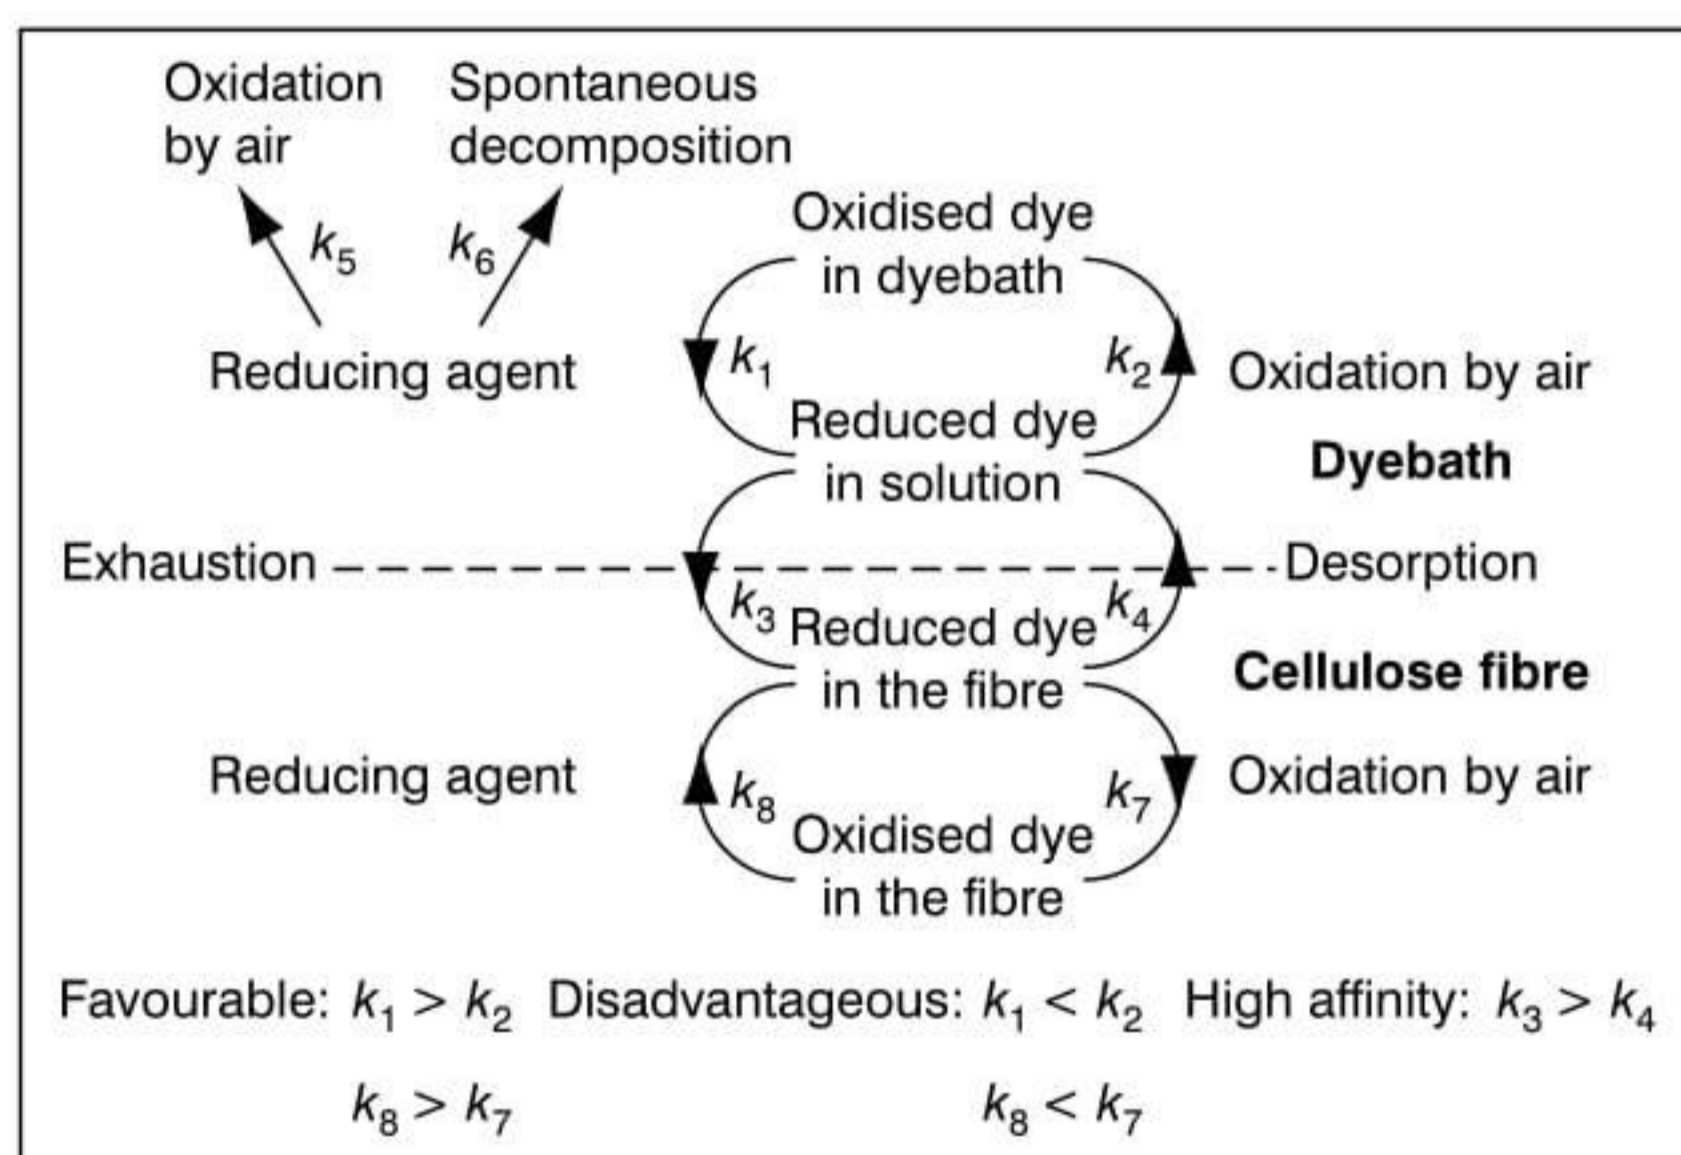 Oxidation by air
Spontaneous decomposition
k5
k6
Reducing agent
Oxidised dye in dyebath
k1
k2
Oxidation by air
Reduced dye in solution
Dyebath
Exhaustion
Desorption
k3
k4
Reduced dye in the fibre
Cellulose fibre
Reducing agent
k8
k7
Oxidation by air
Oxidised dye in the fibre
Favourable: k1 > k2 Disadvantageous: k1 < k2 High affinity: k3 > k4
k8 > k7 k8 < k7